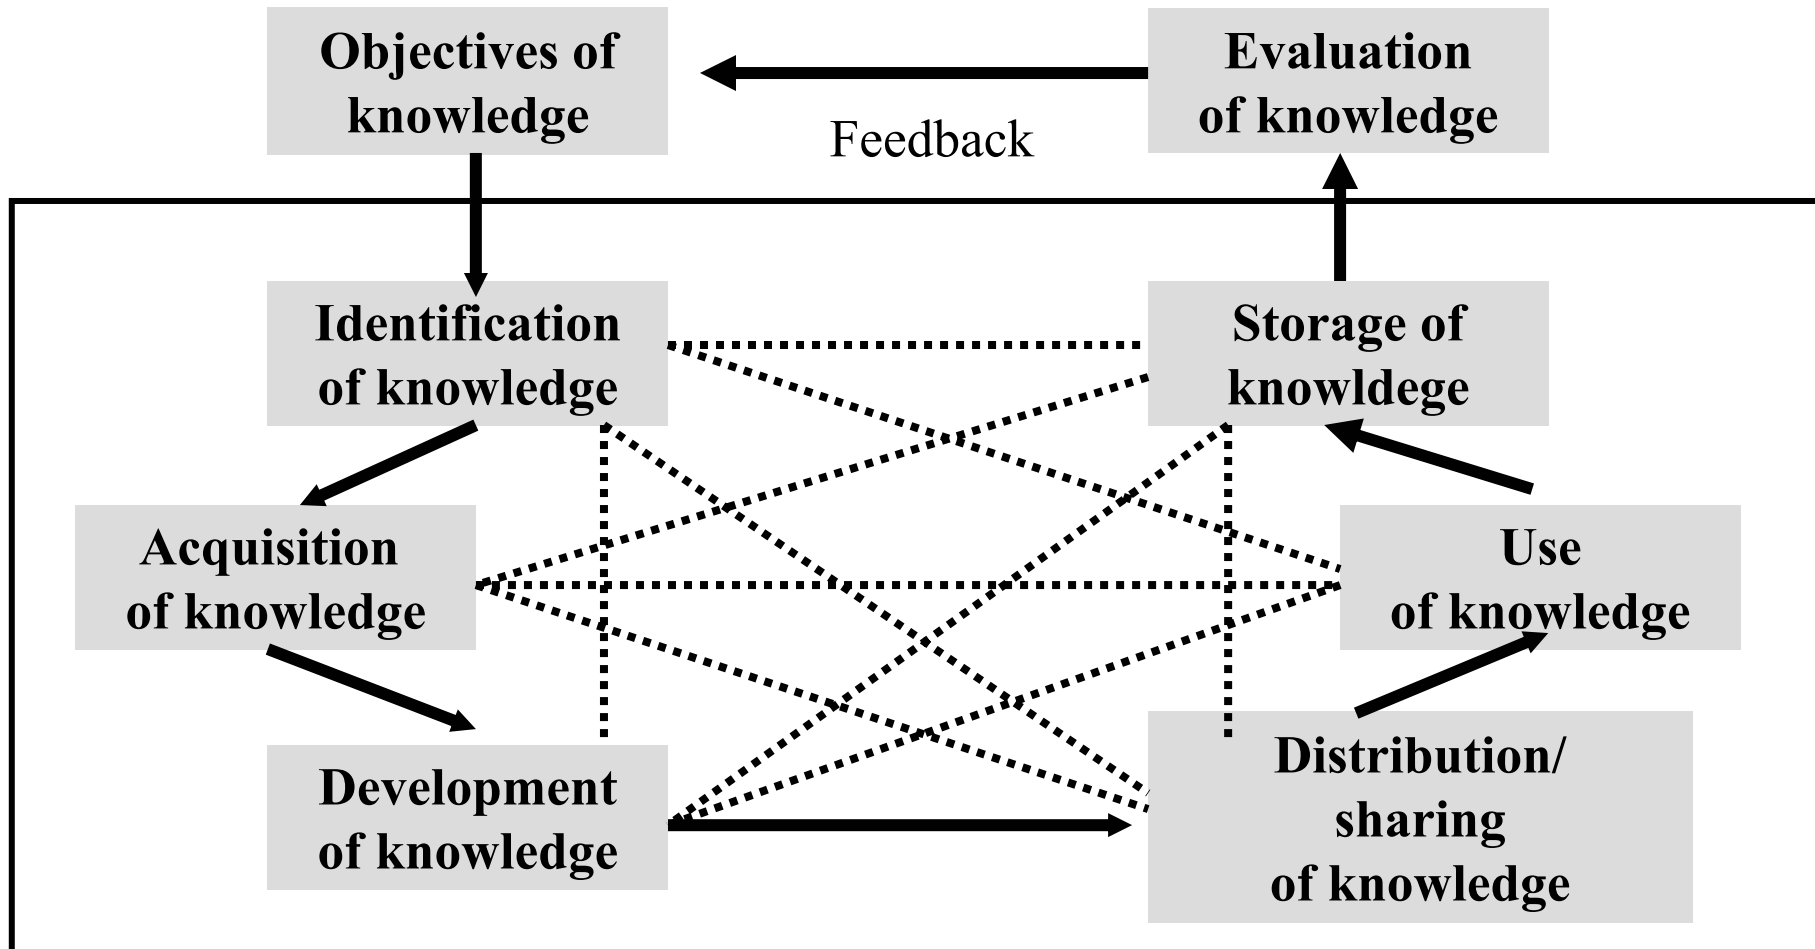 Objectives of
knowledge
Evaluation
of knowledge
Feedback
Identification
of knowledge
Storage of
knowldege
Acquisition
of knowledge
Use
of knowledge
Development
of knowledge
Distribution/
sharing
of knowledge